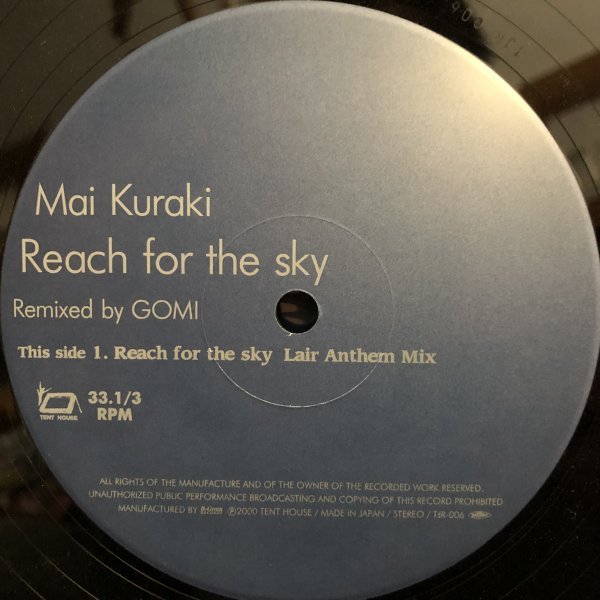 TJR-006
Mai Kuraki
Reach for the sky
Remixed by GOMI
This side 1. Reach for the sky Lair Anthem Mix
TENT HOUSE
33.1/3
RPM
ALL RIGHTS OF THE MANUFACTURE AND OF THE OWNER OF THE RECORDED WORK RESERVED.
UNAUTHORIZED PUBLIC PERFORMANCE BROADCASTING AND COPYING OF THIS RECORD PROHIBITED
MANUFACTURED BY ℗2000 TENT HOUSE / MADE IN JAPAN / STEREO / TJR-006